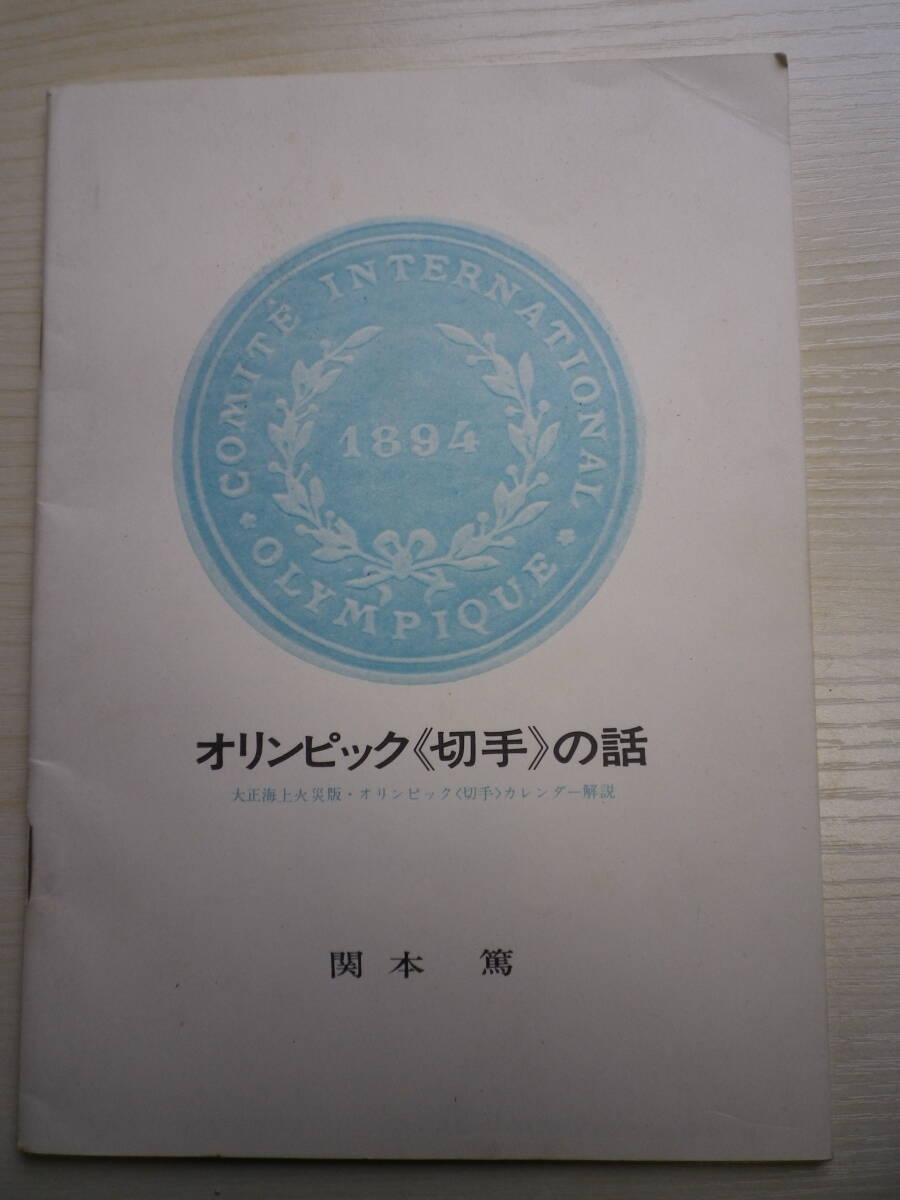 COMITÉ INTERNATIONAL
1894
OLYMPIQUE
オリンピック《切手》の話
大正海上火災版・オリンピック〈切手〉カレンダー解説
関本 篤